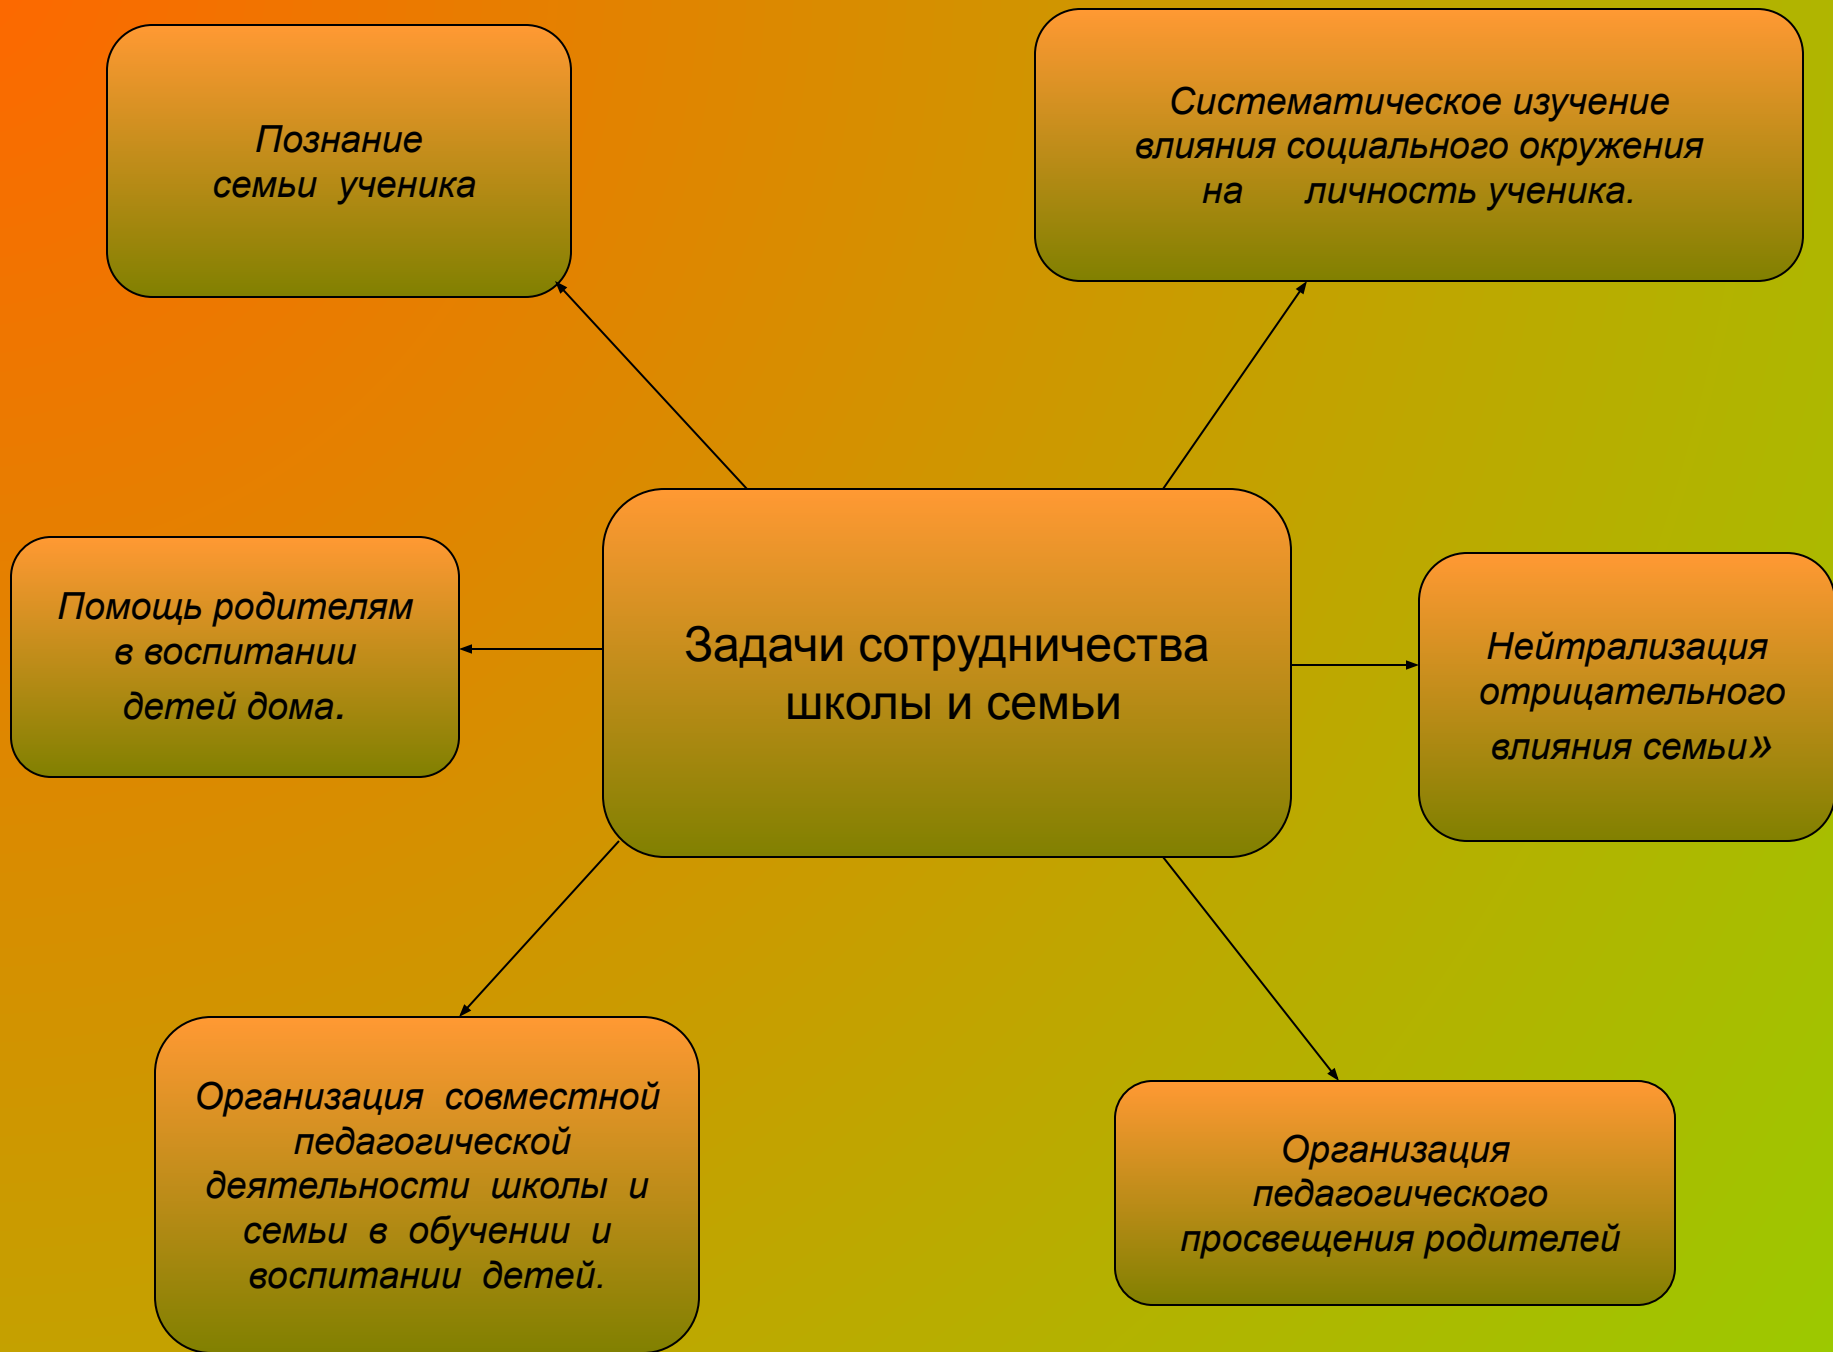 Познание
семьи ученика
Систематическое изучение
влияния социального окружения
на личность ученика.
Помощь родителям
в воспитании
детей дома.
Задачи сотрудничества
школы и семьи
Нейтрализация
отрицательного
влияния семьи»
Организация совместной
педагогической
деятельности школы и
семьи в обучении и
воспитании детей.
Организация
педагогического
просвещения родителей